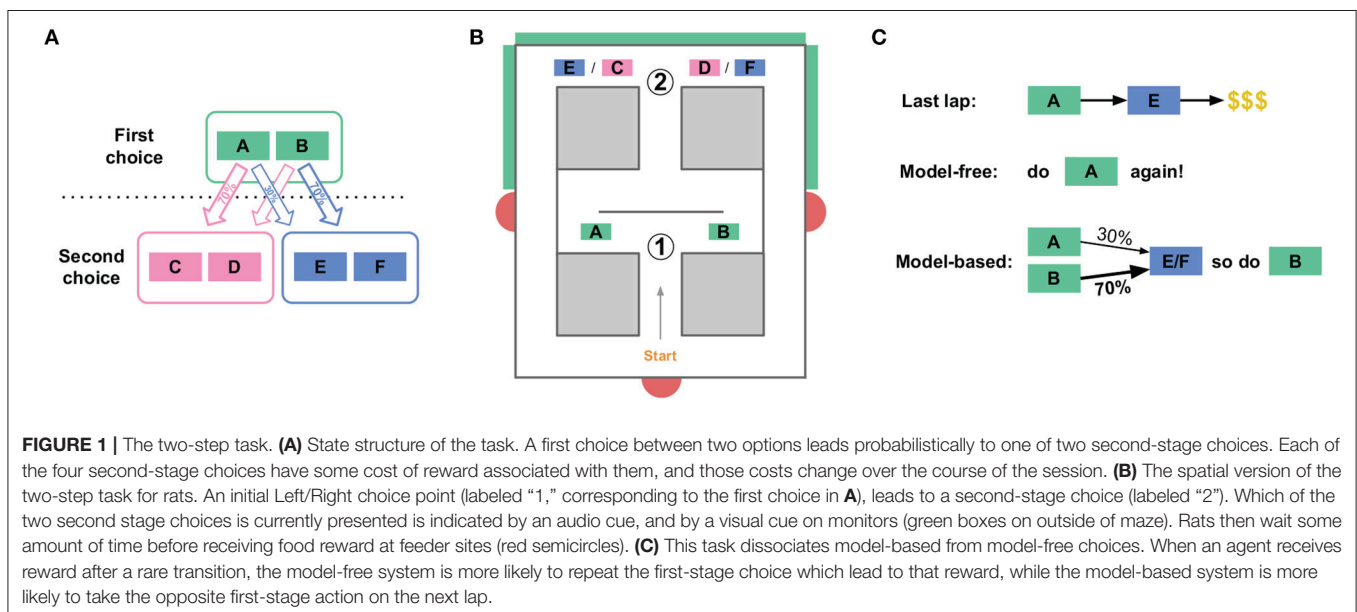 A
First
choice
A B
70% 30% 70%
Second
choice
C D E F
B
E / C 2 D / F
A 1 B
Start
C
Last lap: A E $$$
Model-free: do A again!
Model-based: A 30% E/F so do B
B 70%
FIGURE 1 | The two-step task. (A) State structure of the task. A first choice between two options leads probabilistically to one of two second-stage choices. Each of
the four second-stage choices have some cost of reward associated with them, and those costs change over the course of the session. (B) The spatial version of the
two-step task for rats. An initial Left/Right choice point (labeled “1,” corresponding to the first choice in A), leads to a second-stage choice (labeled “2”). Which of the
two second stage choices is currently presented is indicated by an audio cue, and by a visual cue on monitors (green boxes on outside of maze). Rats then wait some
amount of time before receiving food reward at feeder sites (red semicircles). (C) This task dissociates model-based from model-free choices. When an agent receives
reward after a rare transition, the model-free system is more likely to repeat the first-stage choice which lead to that reward, while the model-based system is more
likely to take the opposite first-stage action on the next lap.